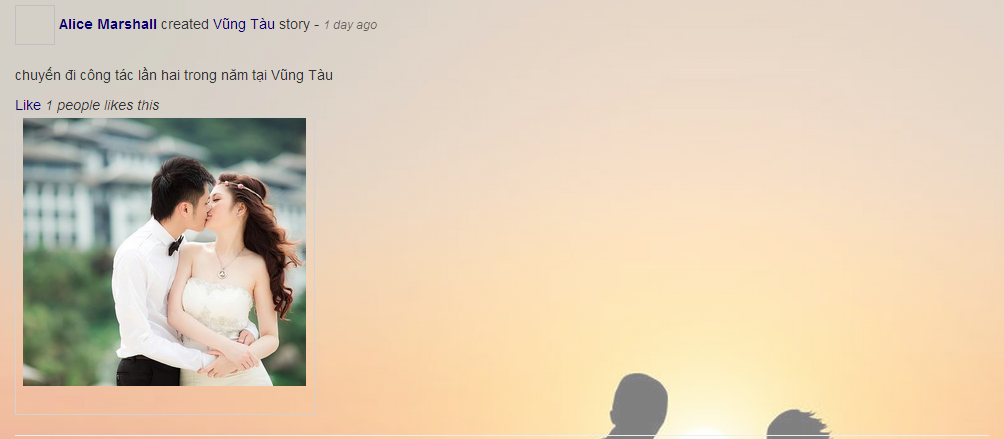 Alice Marshall created Vũng Tàu story - 1 day ago
chuyến đi công tác lần hai trong năm tại Vũng Tàu
Like 1 people likes this